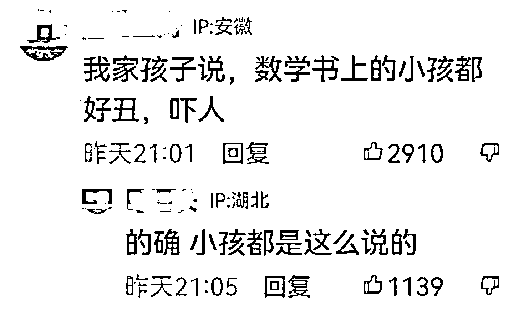 IP:安徽
我家孩子说，数学书上的小孩都
好丑，吓人
昨天21:01 回复 2910
IP:湖北
的确 小孩都是这么说的
昨天21:05 回复 1139